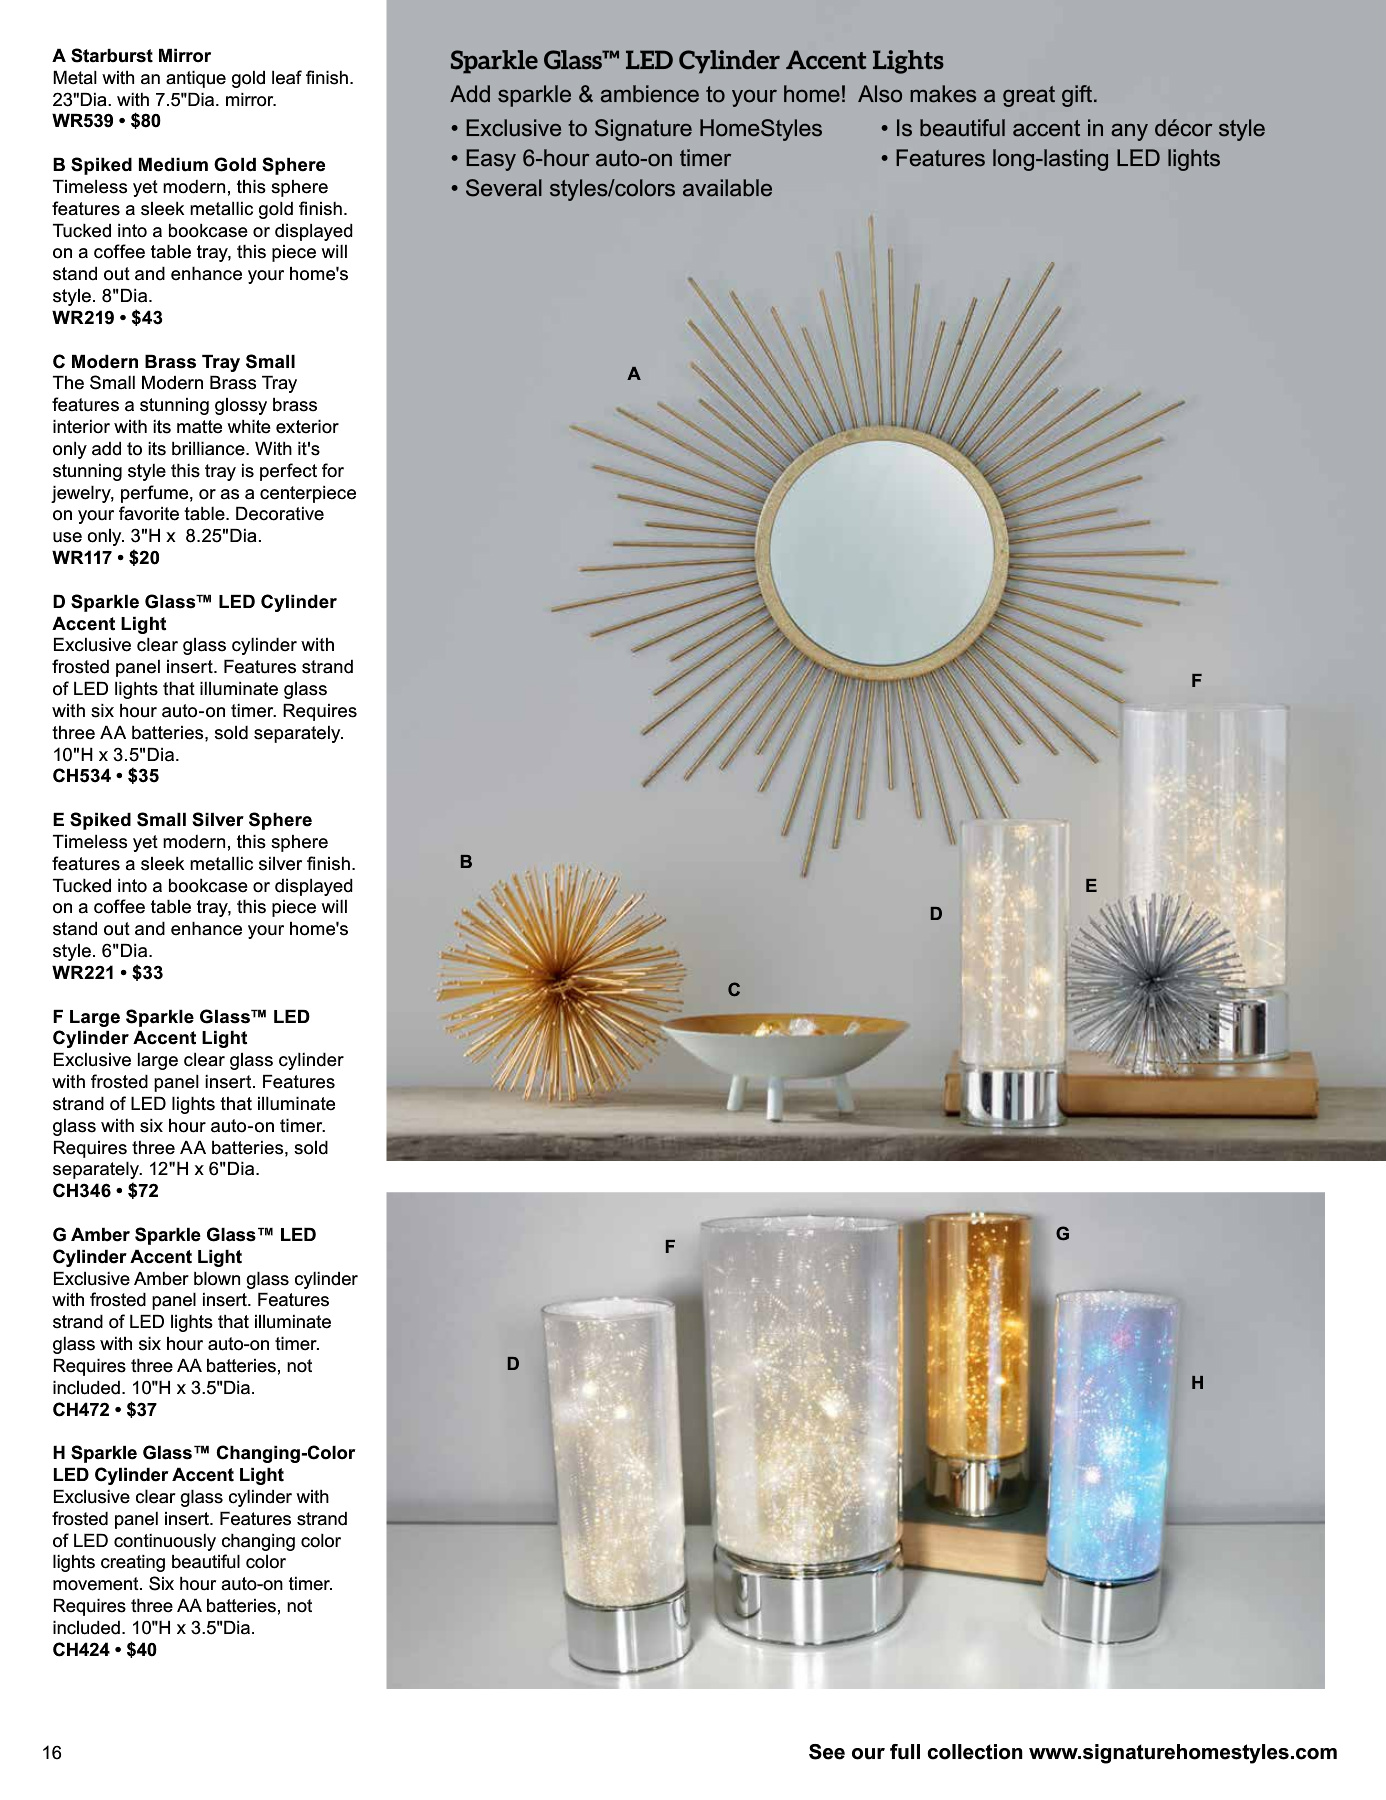 A Starburst Mirror
Metal with an antique gold leaf finish.
23"Dia. with 7.5"Dia. mirror.
WR539 • $80
B Spiked Medium Gold Sphere
Timeless yet modern, this sphere
features a sleek metallic gold finish.
Tucked into a bookcase or displayed
on a coffee table tray, this piece will
stand out and enhance your home's
style. 8"Dia.
WR219 • $43
C Modern Brass Tray Small
The Small Modern Brass Tray
features a stunning glossy brass
interior with its matte white exterior
only add to its brilliance. With it's
stunning style this tray is perfect for
jewelry, perfume, or as a centerpiece
on your favorite table. Decorative
use only. 3"H x  8.25"Dia.
WR117 • $20
D Sparkle Glass™ LED Cylinder
Accent Light
Exclusive clear glass cylinder with
frosted panel insert. Features strand
of LED lights that illuminate glass
with six hour auto-on timer. Requires
three AA batteries, sold separately.
10"H x 3.5"Dia.
CH534 • $35
E Spiked Small Silver Sphere
Timeless yet modern, this sphere
features a sleek metallic silver finish.
Tucked into a bookcase or displayed
on a coffee table tray, this piece will
stand out and enhance your home's
style. 6"Dia.
WR221 • $33
F Large Sparkle Glass™ LED
Cylinder Accent Light
Exclusive large clear glass cylinder
with frosted panel insert. Features
strand of LED lights that illuminate
glass with six hour auto-on timer.
Requires three AA batteries, sold
separately. 12"H x 6"Dia.
CH346 • $72
G Amber Sparkle Glass™ LED
Cylinder Accent Light
Exclusive Amber blown glass cylinder
with frosted panel insert. Features
strand of LED lights that illuminate
glass with six hour auto-on timer.
Requires three AA batteries, not
included. 10"H x 3.5"Dia.
CH472 • $37
H Sparkle Glass™ Changing-Color
LED Cylinder Accent Light
Exclusive clear glass cylinder with
frosted panel insert. Features strand
of LED continuously changing color
lights creating beautiful color
movement. Six hour auto-on timer.
Requires three AA batteries, not
included. 10"H x 3.5"Dia.
CH424 • $40
Sparkle Glass™ LED Cylinder Accent Lights
Add sparkle & ambience to your home!  Also makes a great gift.
• Exclusive to Signature HomeStyles
• Easy 6-hour auto-on timer
• Several styles/colors available
• Is beautiful accent in any décor style
• Features long-lasting LED lights
A
F
B
E
D
C
G
F
D
H
16
See our full collection www.signaturehomestyles.com